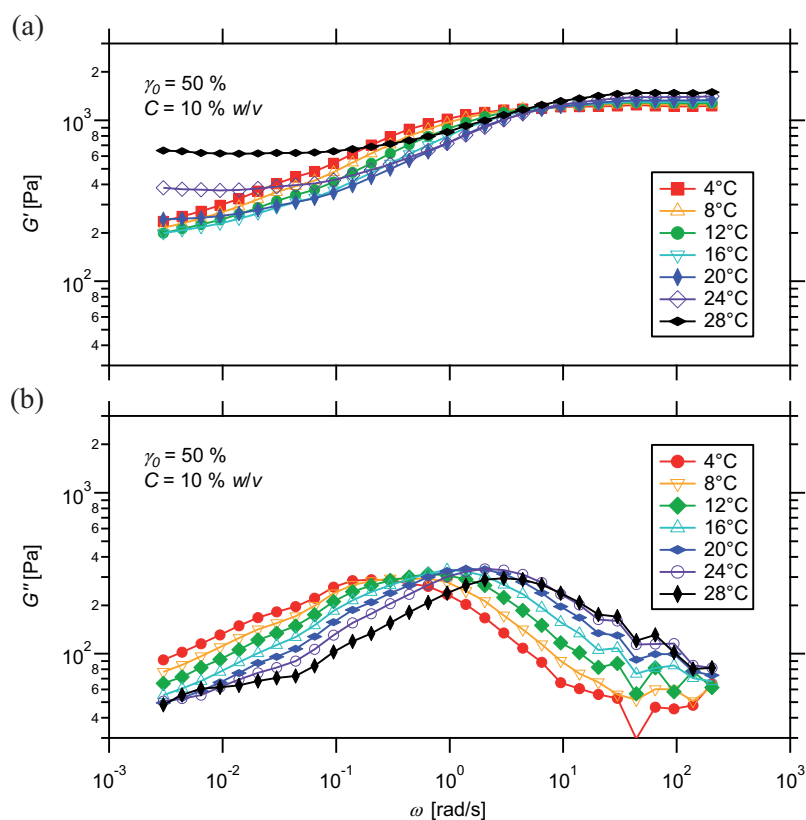 (a)
γ0 = 50 %
C = 10 % w/v
2
10³
8
6
4
2
10²
8
6
4
G′ [Pa]
4°C
8°C
12°C
16°C
20°C
24°C
28°C
(b)
γ0 = 50 %
C = 10 % w/v
2
10³
8
6
4
2
10²
8
6
4
G″ [Pa]
4°C
8°C
12°C
16°C
20°C
24°C
28°C
10⁻³ 10⁻² 10⁻¹ 10⁰ 10¹ 10² 10³
ω [rad/s]